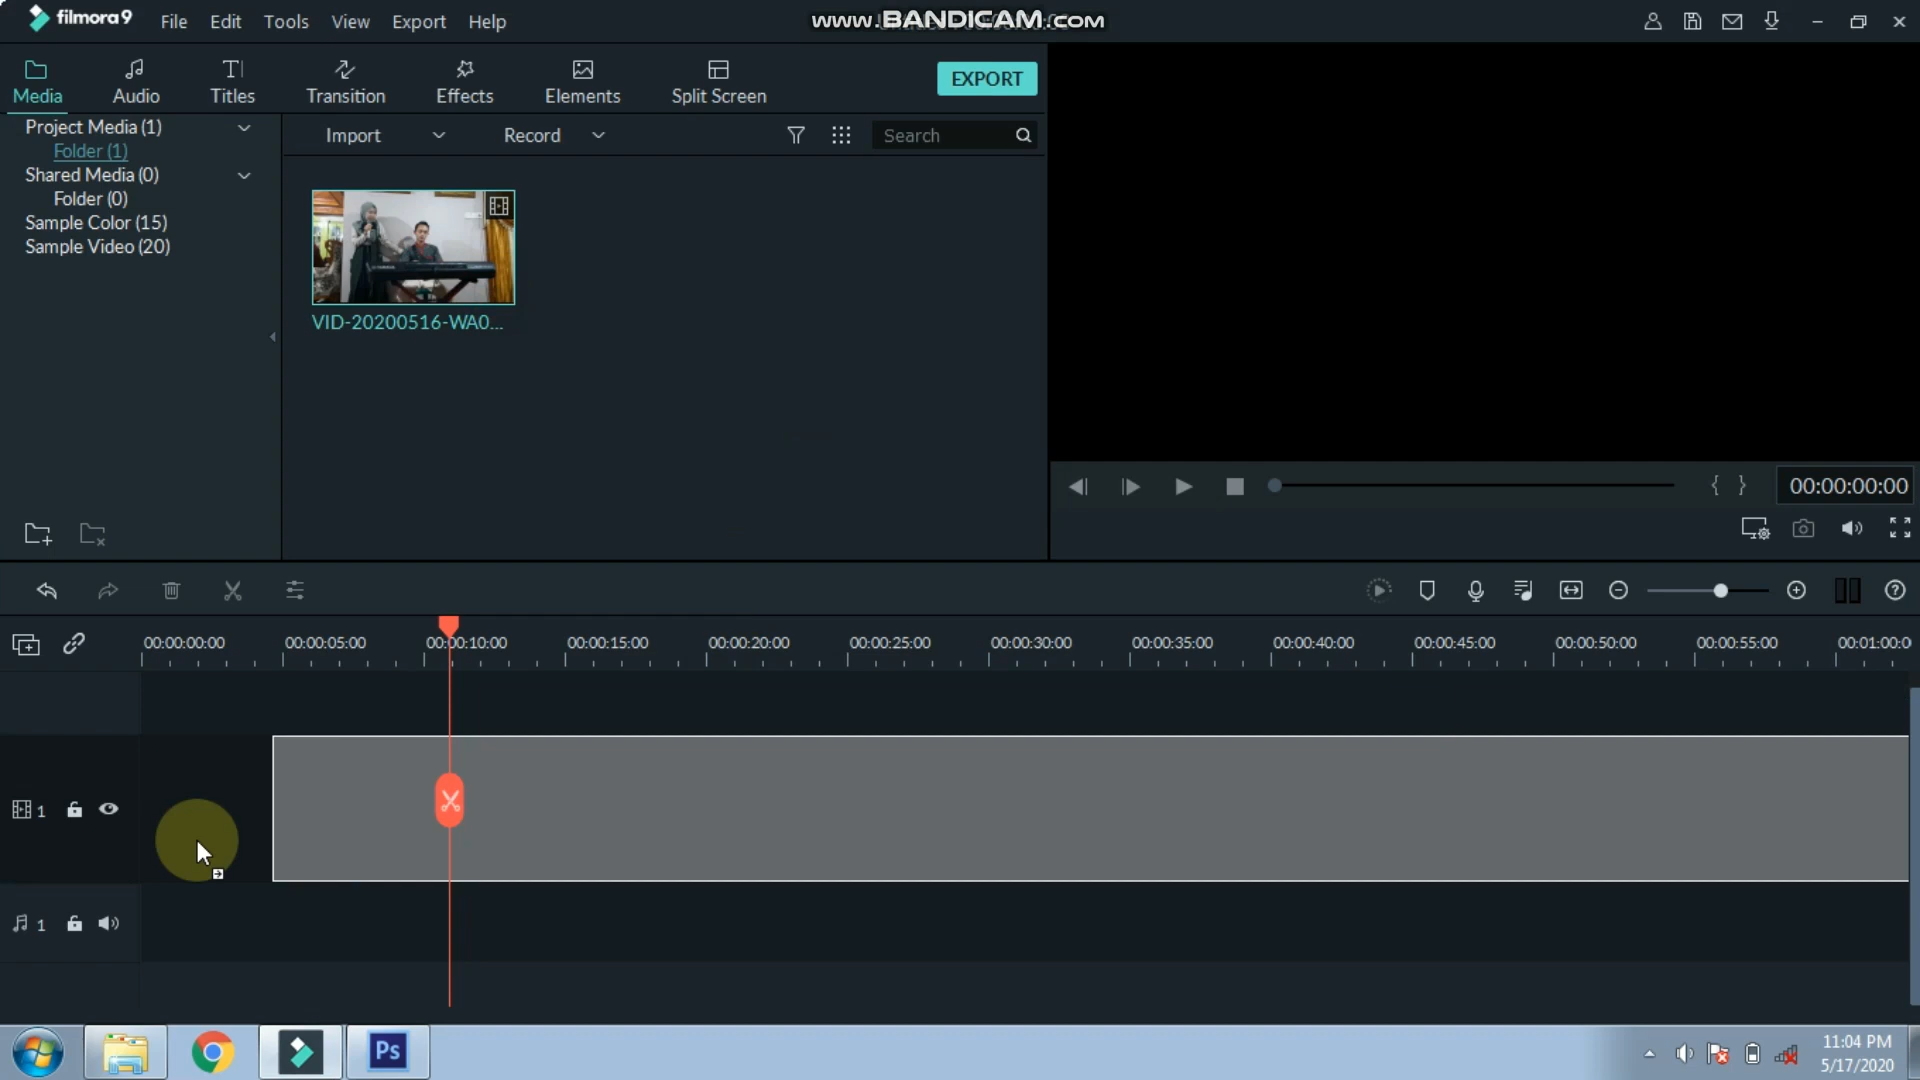 filmora9 File Edit Tools View Export Help
www.BANDICAM.com
Media Audio Titles Transition Effects Elements Split Screen EXPORT
Project Media (1)
Folder (1)
Shared Media (0)
Folder (0)
Sample Color (15)
Sample Video (20)
Import Record Search
VID-20200516-WA0...
00:00:00:00
00:00:00:00 00:00:05:00 00:00:10:00 00:00:15:00 00:00:20:00 00:00:25:00 00:00:30:00 00:00:35:00 00:00:40:00 00:00:45:00 00:00:50:00 00:00:55:00 00:01:00:0
1
1
Ps
11:04 PM
5/17/2020